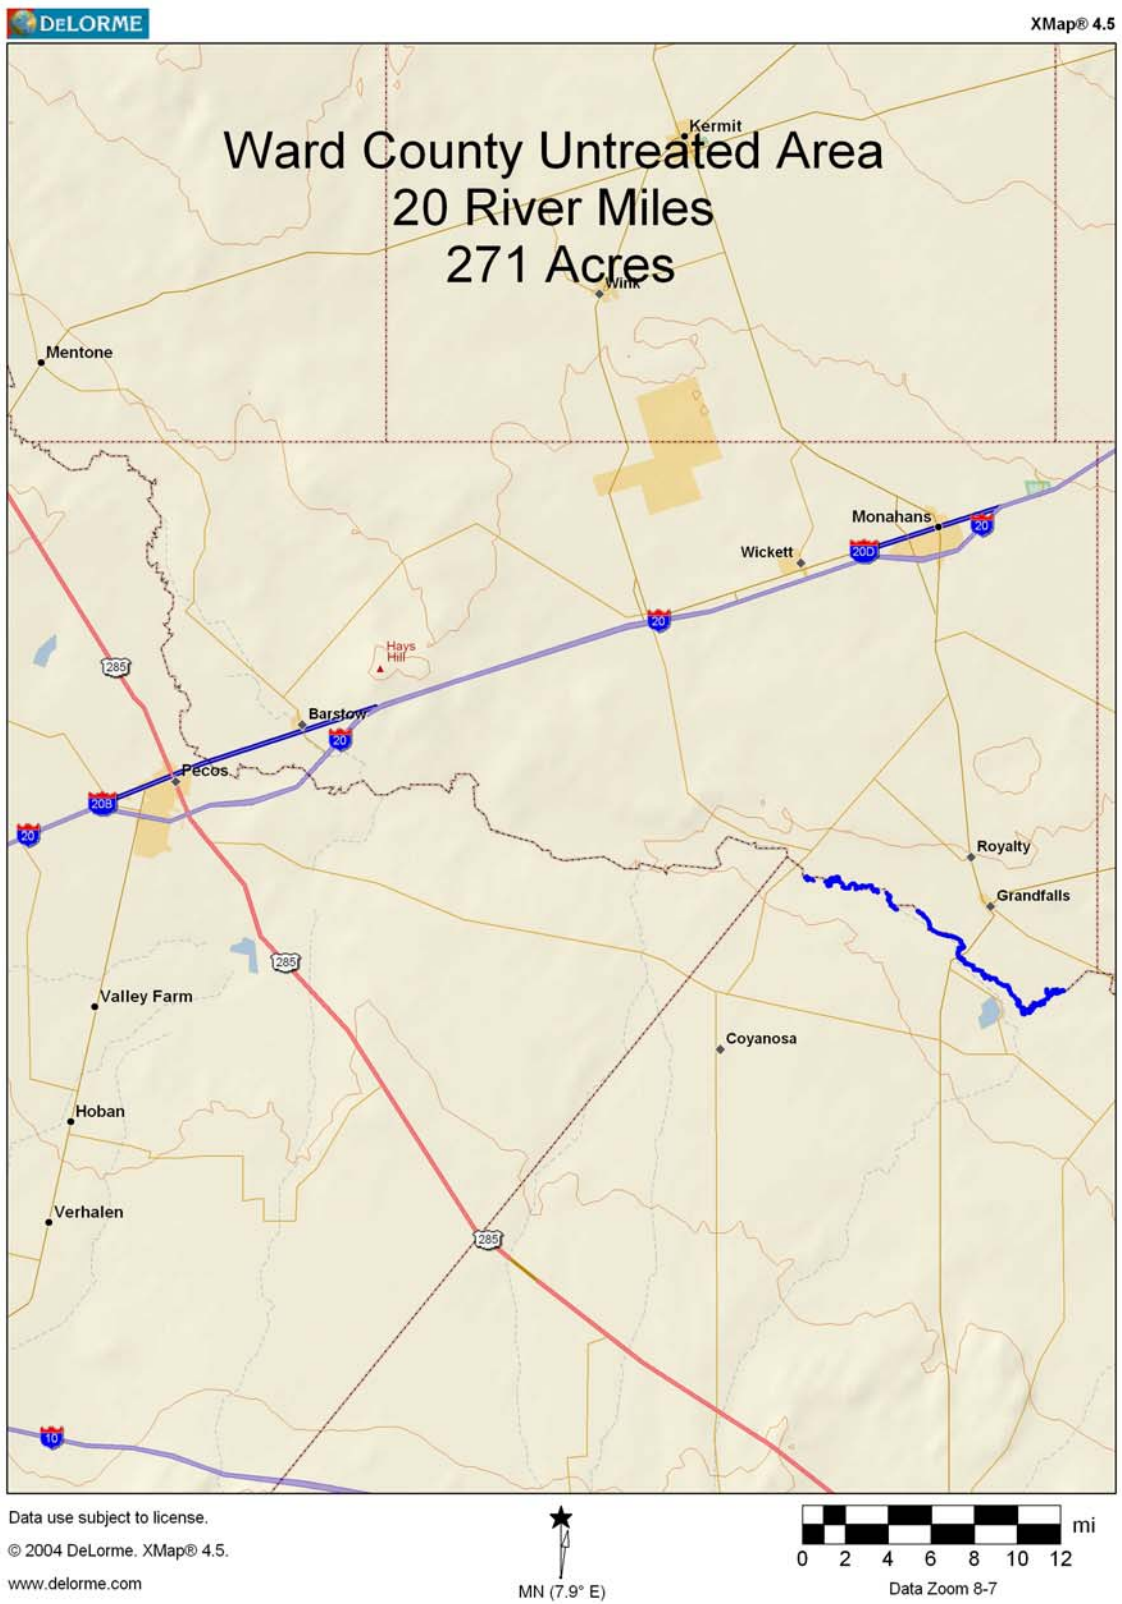 DELORME
XMap® 4.5
Kermit
Ward County Untreated Area
20 River Miles
271 Acres
Wink
Mentone
Monahans
20
20D
Wickett
20
Hays
Hill
285
Barstow
20
Pecos
20B
20
Royalty
Grandfalls
285
Valley Farm
Coyanosa
Hoban
Verhalen
285
10
Data use subject to license.
© 2004 DeLorme. XMap® 4.5.
www.delorme.com
MN (7.9° E)
mi
0 2 4 6 8 10 12
Data Zoom 8-7